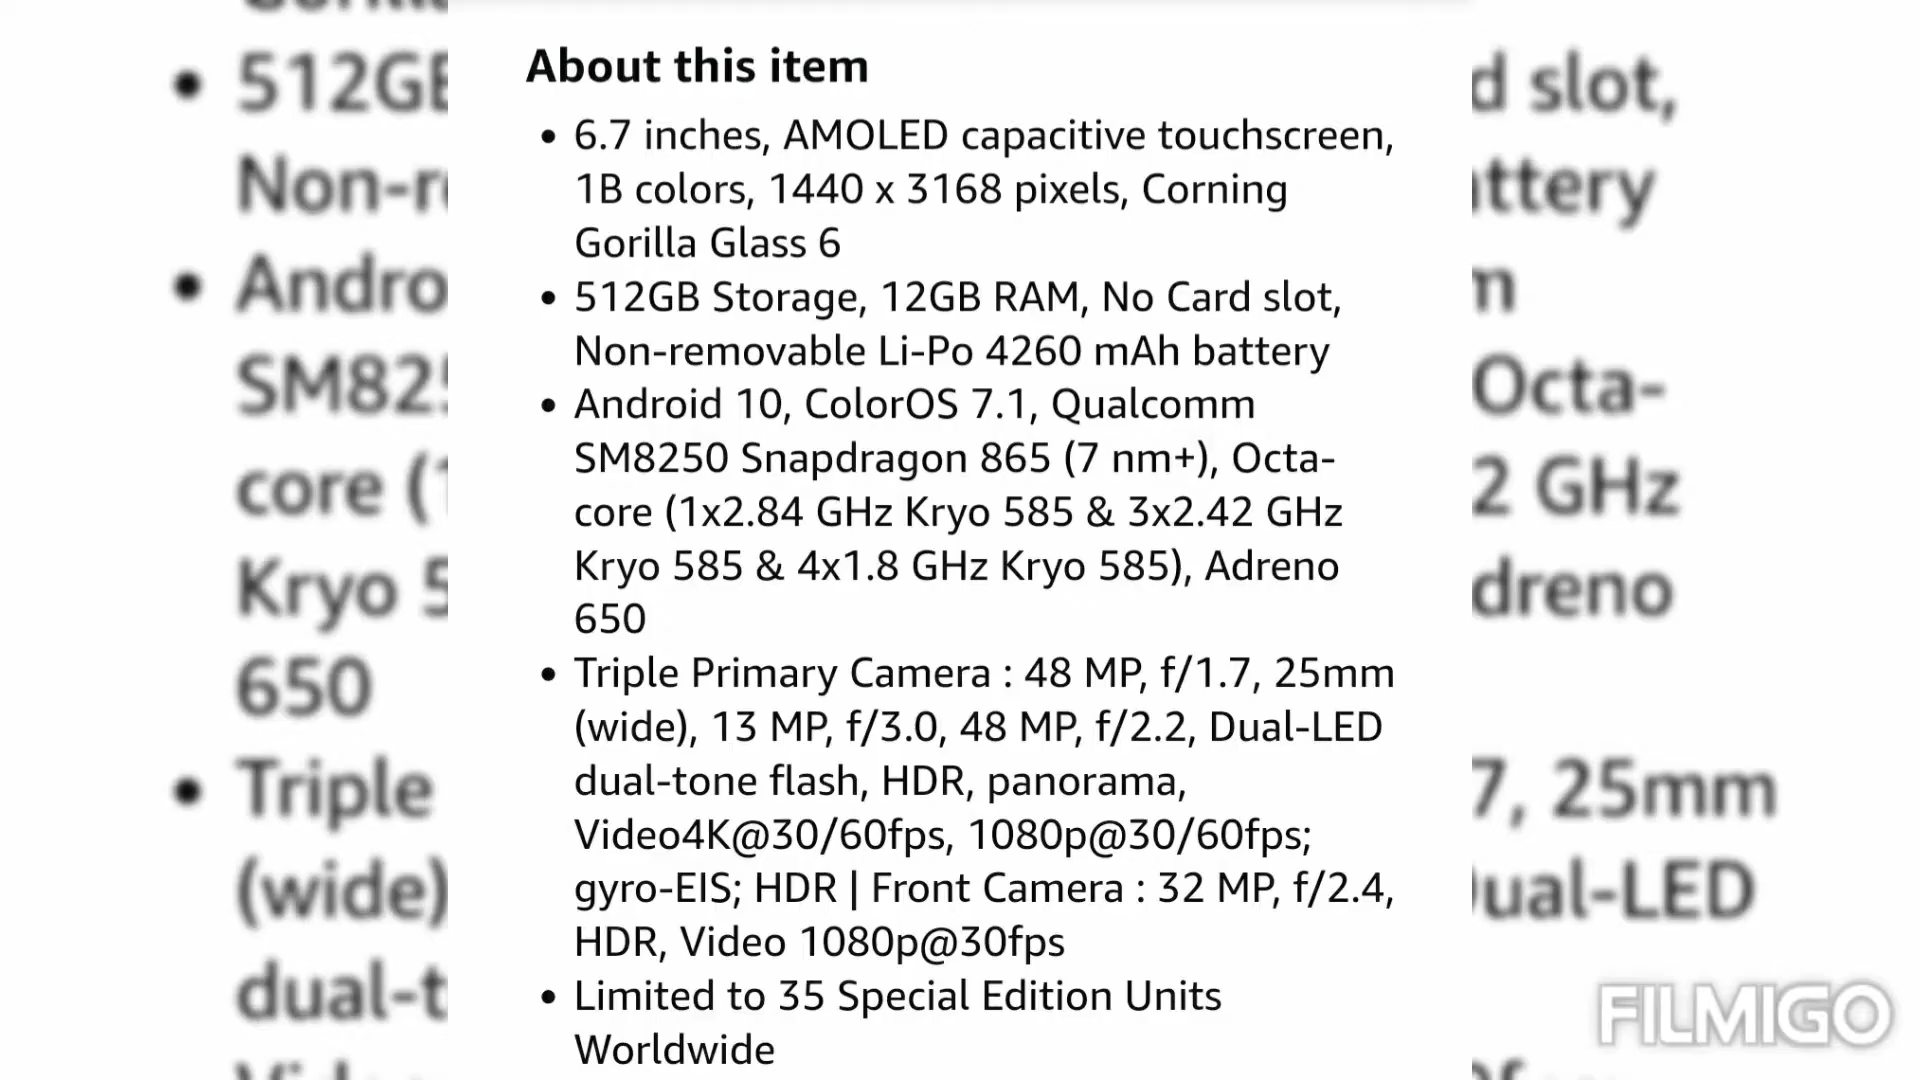 About this item
• 6.7 inches, AMOLED capacitive touchscreen,
1B colors, 1440 x 3168 pixels, Corning
Gorilla Glass 6
• 512GB Storage, 12GB RAM, No Card slot,
Non-removable Li-Po 4260 mAh battery
• Android 10, ColorOS 7.1, Qualcomm
SM8250 Snapdragon 865 (7 nm+), Octa-
core (1x2.84 GHz Kryo 585 & 3x2.42 GHz
Kryo 585 & 4x1.8 GHz Kryo 585), Adreno
650
• Triple Primary Camera : 48 MP, f/1.7, 25mm
(wide), 13 MP, f/3.0, 48 MP, f/2.2, Dual-LED
dual-tone flash, HDR, panorama,
Video4K@30/60fps, 1080p@30/60fps;
gyro-EIS; HDR | Front Camera : 32 MP, f/2.4,
HDR, Video 1080p@30fps
• Limited to 35 Special Edition Units
Worldwide
FILMIGO